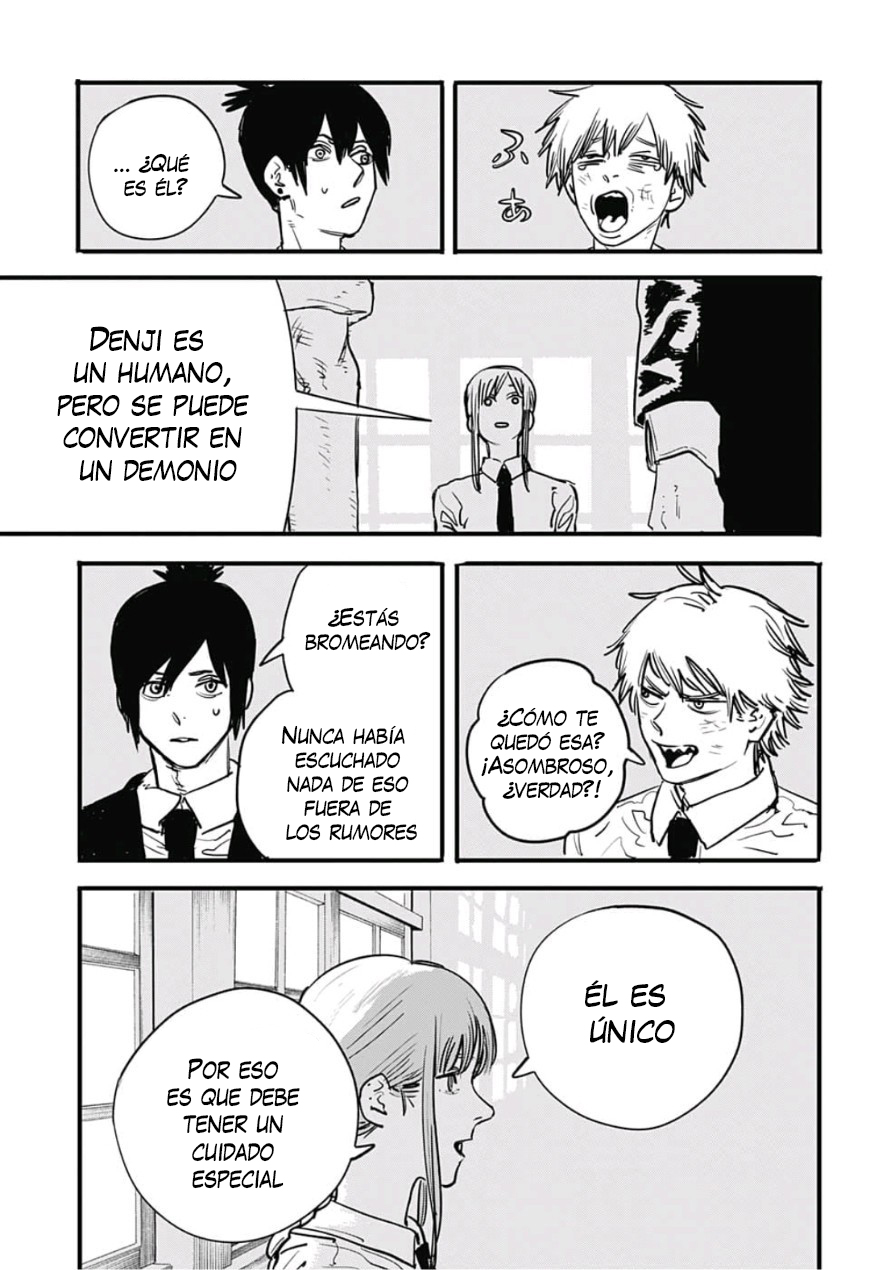 ふぁ
... ¿QUÉ
ES ÉL?
DENJI ES
UN HUMANO,
PERO SE PUEDE
CONVERTIR EN
UN DEMONIO
¿CÓMO TE
QUEDÓ ESA?
¡ASOMBROSO,
¿VERDAD?!
¿ESTÁS
BROMEANDO?
NUNCA HABÍA
ESCUCHADO
NADA DE ESO
FUERA DE
LOS RUMORES
ÉL ES
ÚNICO
POR ESO
ES QUE DEBE
TENER UN
CUIDADO
ESPECIAL